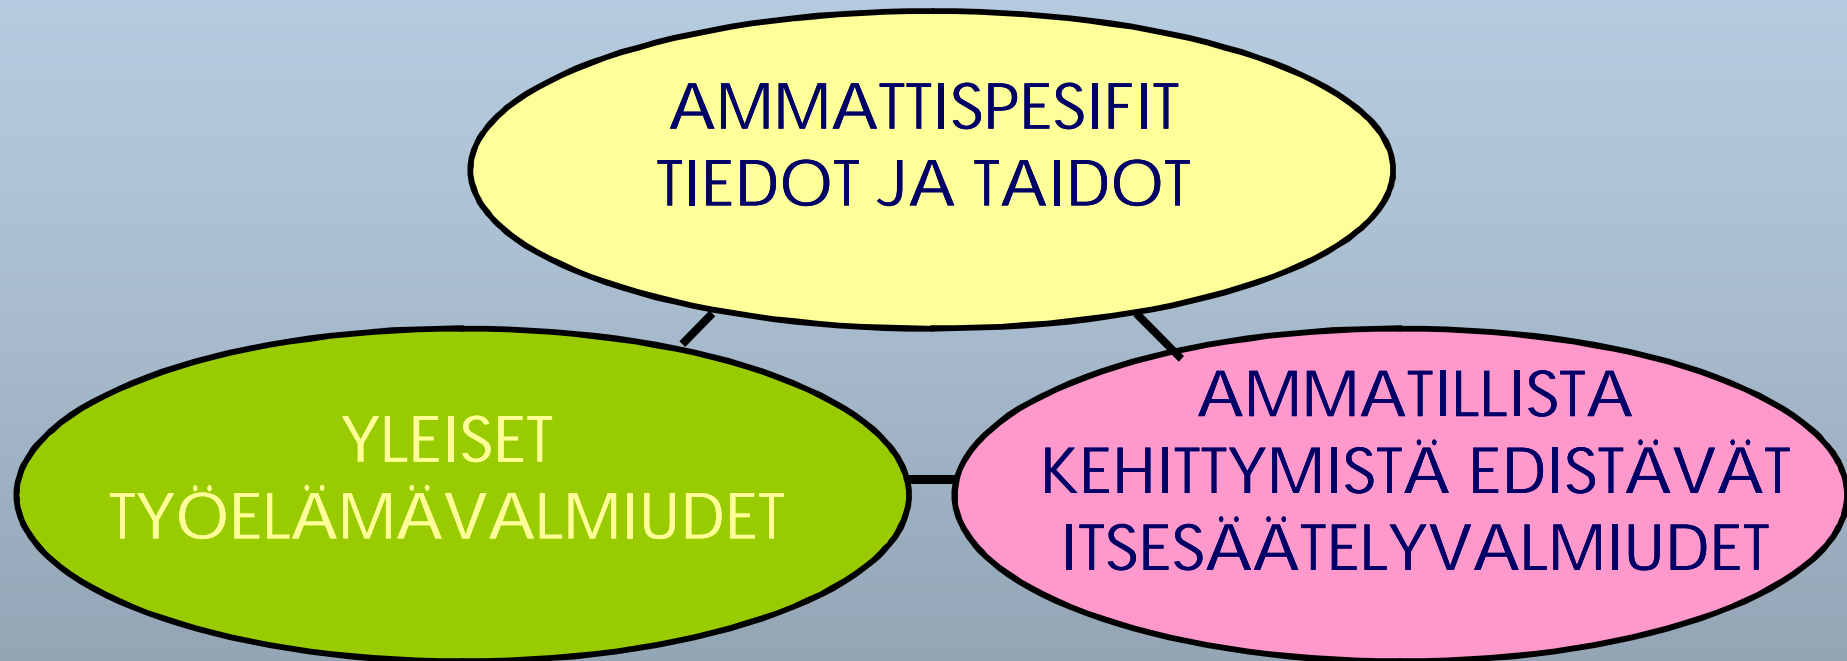 AMMATTISPESIFIT
TIEDOT JA TAIDOT
YLEISET
TYÖELÄMÄVALMIUDET
AMMATILLISTA
KEHITTYMISTÄ EDISTÄVÄT
ITSESÄÄTELYVALMIUDET